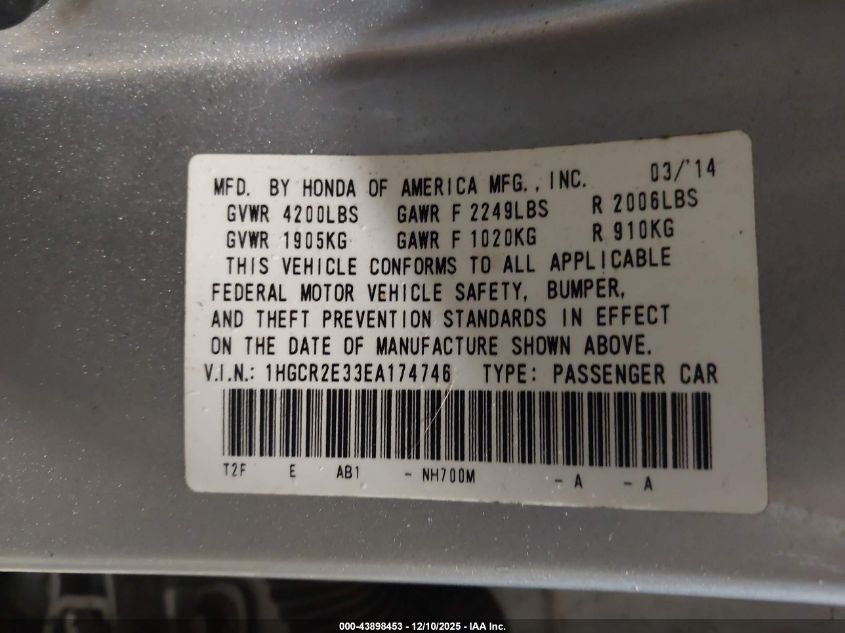 03/'14
MFD. BY HONDA OF AMERICA MFG., INC.
GVWR 4200LBS GAWR F 2249LBS R 2006LBS
GVWR 1905KG GAWR F 1020KG R 910KG
THIS VEHICLE CONFORMS TO ALL APPLICABLE
FEDERAL MOTOR VEHICLE SAFETY, BUMPER,
AND THEFT PREVENTION STANDARDS IN EFFECT
ON THE DATE OF MANUFACTURE SHOWN ABOVE.
V.I.N.: 1HGCR2E33EA174746 TYPE: PASSENGER CAR
T2F E AB1 - NH700M - A - A
000-43898453 - 12/10/2025 - IAA Inc.